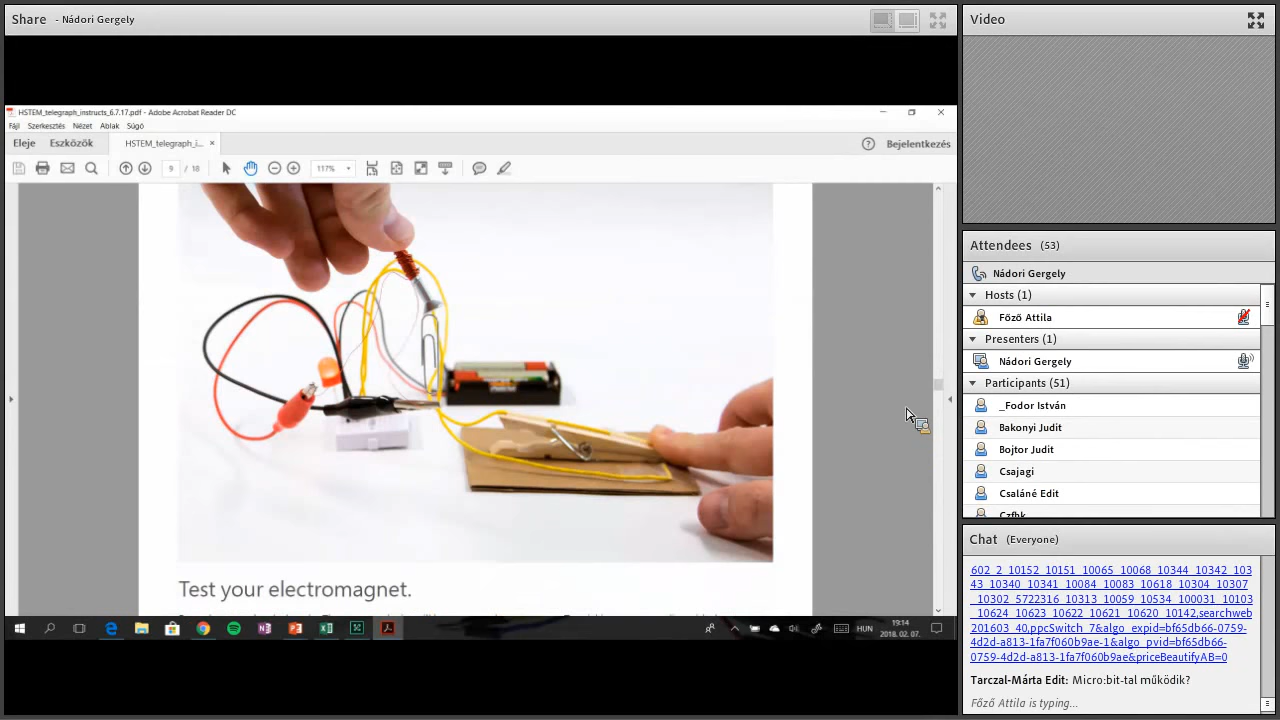 Share - Nádori Gergely
HSTEM_telegraph_instructs_6.7.17.pdf - Adobe Acrobat Reader DC
Fájl Szerkesztés Nézet Ablak Súgó
Eleje Eszközök HSTEM_telegraph_i... × Bejelentkezés
9 / 18 117%
Test your electromagnet.
HUN 19:14
2018. 02. 07.
Video
Attendees (53)
Nádori Gergely
Hosts (1)
Főző Attila
Presenters (1)
Nádori Gergely
Participants (51)
_Fodor István
Bakonyi Judit
Bojtor Judit
Csajagi
Csaláné Edit
Czfbk
Chat (Everyone)
602_2_10152_10151_10065_10068_10344_10342_103
43_10340_10341_10084_10083_10618_10304_10307
_10302_5722316_10313_10059_10534_100031_10103
_10624_10623_10622_10621_10620_10142,searchweb
201603_40,ppcSwitch_7&algo_expid=bf65db66-0759-
4d2d-a813-1fa7f060b9ae-1&algo_pvid=bf65db66-
0759-4d2d-a813-1fa7f060b9ae&priceBeautifyAB=0
Tarczal-Márta Edit: Micro:bit-tal működik?
Főző Attila is typing...